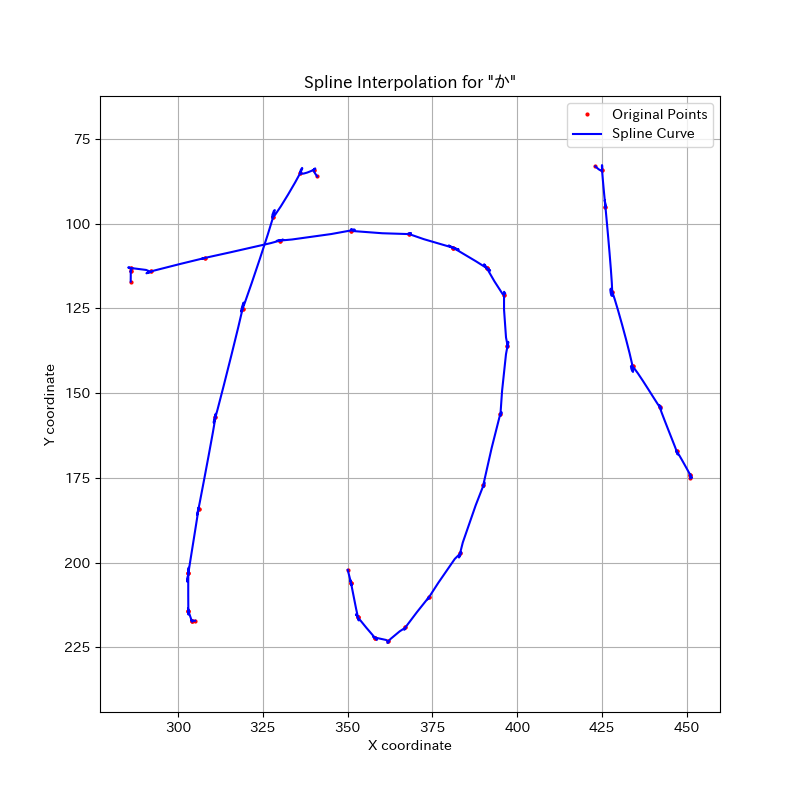 Spline Interpolation for "か"
Original Points
Spline Curve
75
100
125
150
175
200
225
Y coordinate
か
300 325 350 375 400 425 450
X coordinate